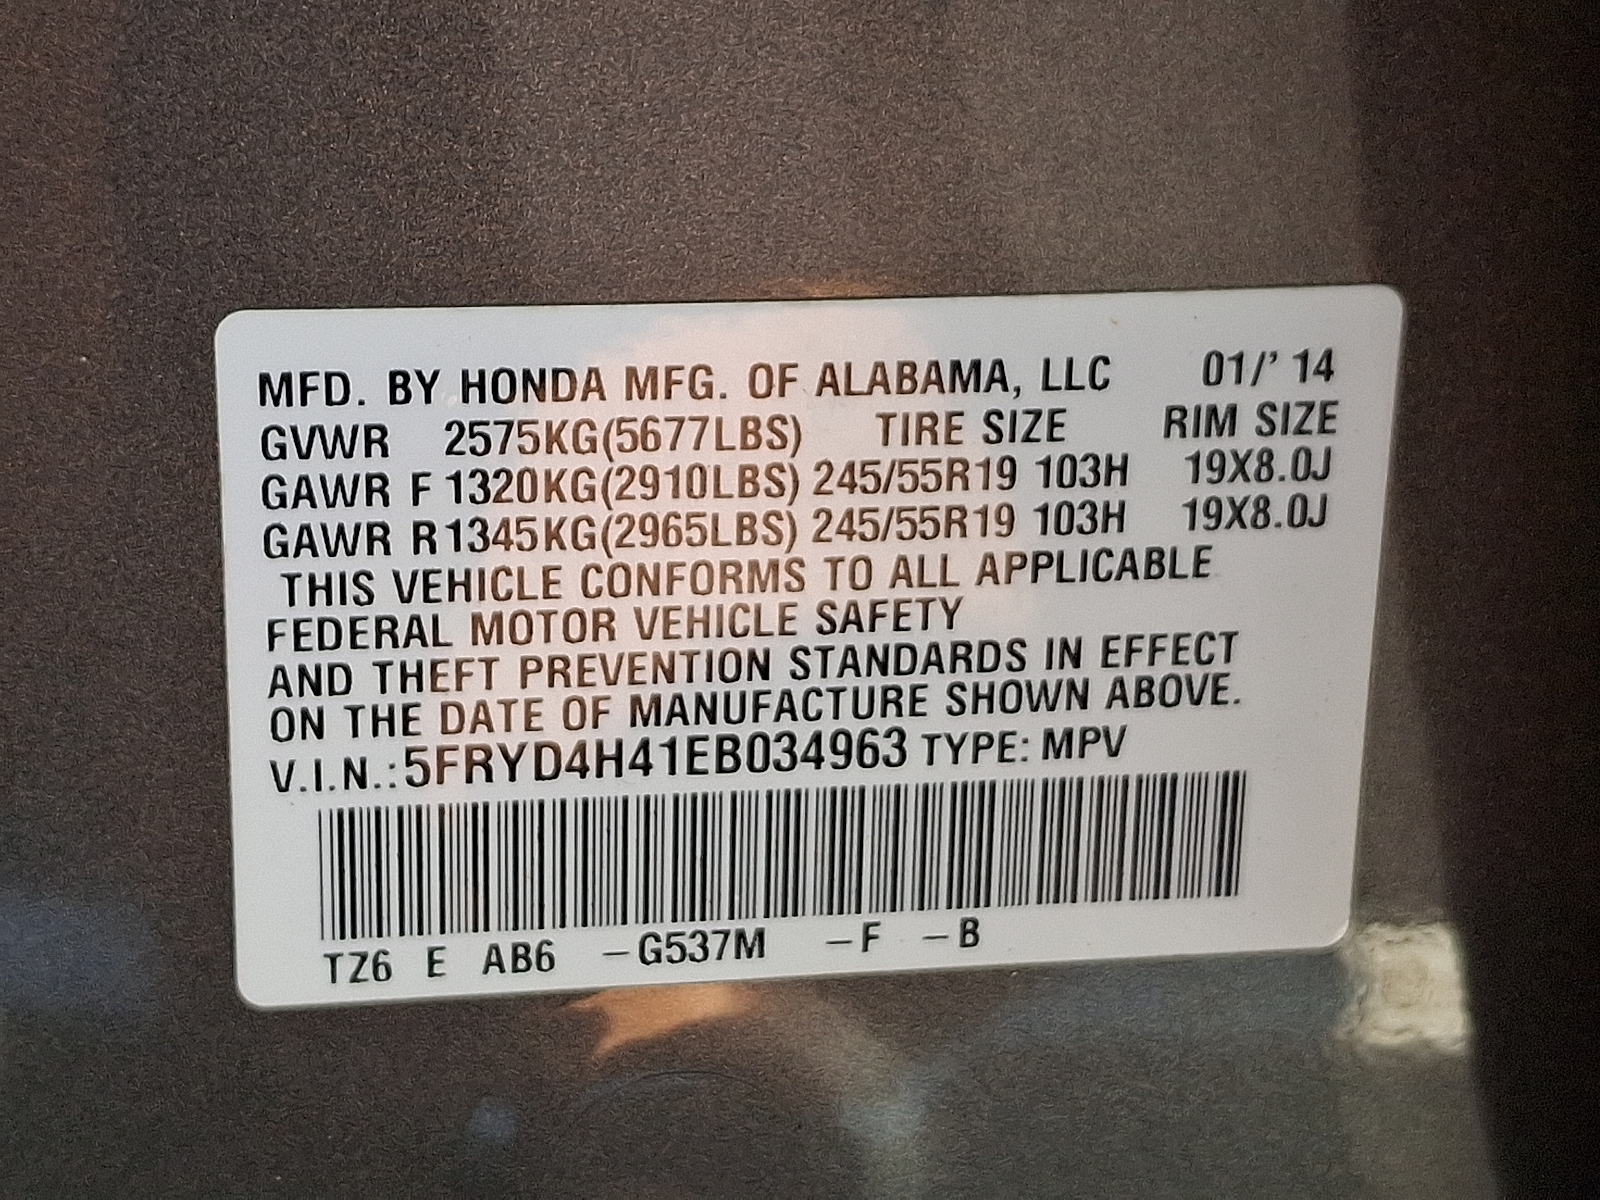 MFD. BY HONDA MFG. OF ALABAMA, LLC 01/' 14
GVWR 2575KG(5677LBS) TIRE SIZE RIM SIZE
GAWR F 1320KG(2910LBS) 245/55R19 103H 19X8.0J
GAWR R 1345KG(2965LBS) 245/55R19 103H 19X8.0J
THIS VEHICLE CONFORMS TO ALL APPLICABLE
FEDERAL MOTOR VEHICLE SAFETY
AND THEFT PREVENTION STANDARDS IN EFFECT
ON THE DATE OF MANUFACTURE SHOWN ABOVE.
V.I.N.:5FRYD4H41EB034963 TYPE: MPV
TZ6 E AB6 –G537M –F –B